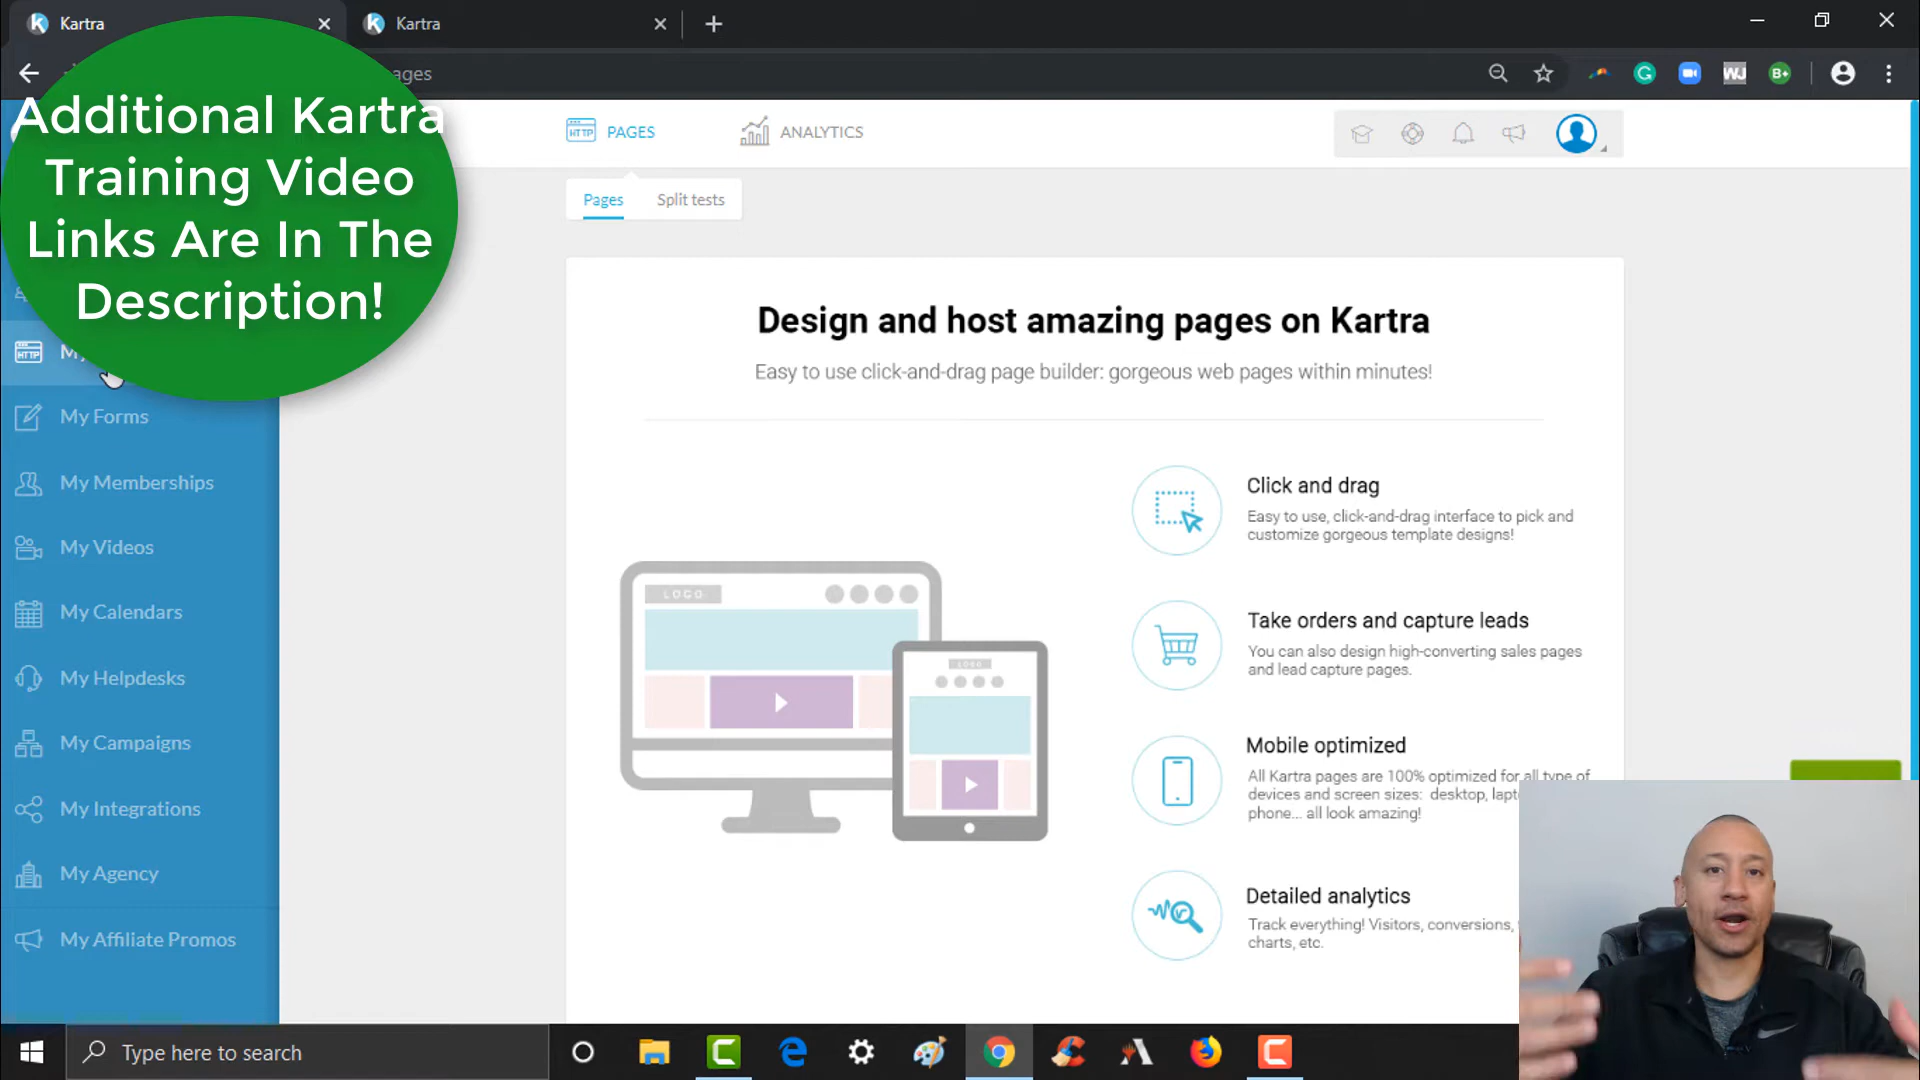 Kartra
Kartra
ages
Additional Kartra
Training Video
Links Are In The
Description!
HTTP PAGES
ANALYTICS
Pages
Split tests
HTTP My
My Forms
My Memberships
My Videos
My Calendars
My Helpdesks
My Campaigns
My Integrations
My Agency
My Affiliate Promos
Design and host amazing pages on Kartra
Easy to use click-and-drag page builder: gorgeous web pages within minutes!
LOGO
LOGO
Click and drag
Easy to use, click-and-drag interface to pick and
customize gorgeous template designs!
Take orders and capture leads
You can also design high-converting sales pages
and lead capture pages.
Mobile optimized
All Kartra pages are 100% optimized for all type of
devices and screen sizes: desktop, lapt
phone... all look amazing!
Detailed analytics
Track everything! Visitors, conversions,
charts, etc.
Type here to search